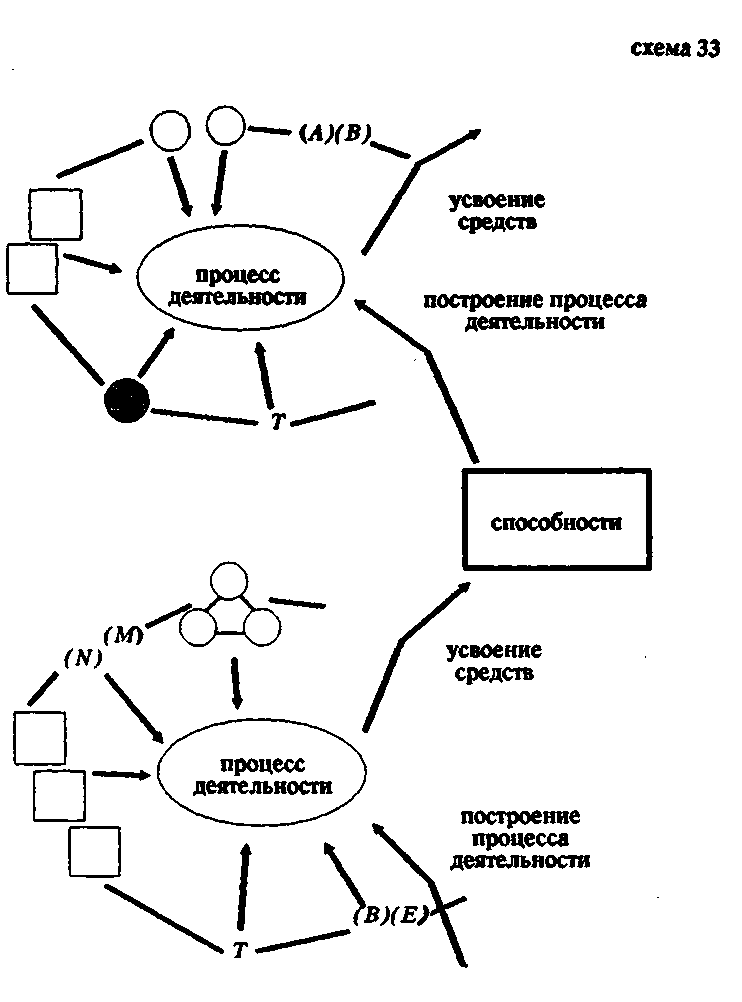 схема 33
(A)(B)
усвоение
средств
процесс
деятельности
построение процесса
деятельности
T
способности
(M)
(N)
усвоение
средств
процесс
деятельности
построение
процесса
деятельности
(B)(E)
T